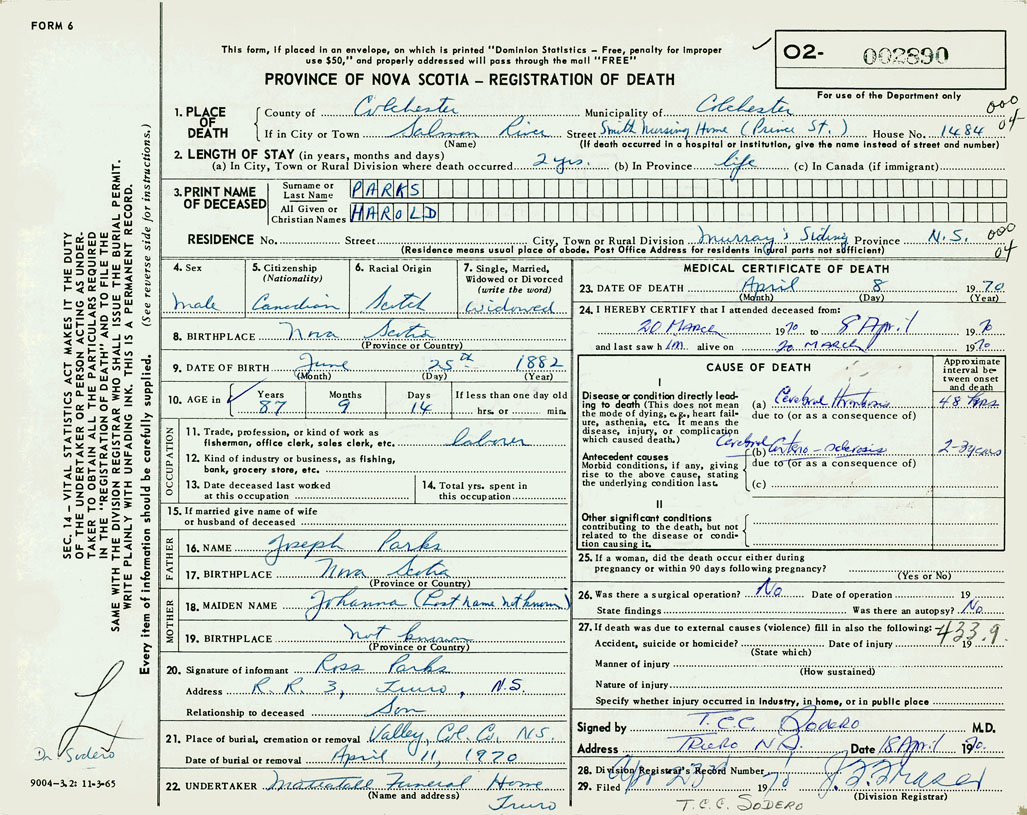 FORM 6
This form, if placed in an envelope, on which is printed "Dominion Statistics – Free, penalty for improper
use $50," and properly addressed will pass through the mail "FREE"
PROVINCE OF NOVA SCOTIA – REGISTRATION OF DEATH
✓ O2- 002890
For use of the Department only
SEC. 14 – VITAL STATISTICS ACT MAKES IT THE DUTY
OF THE UNDERTAKER OR PERSON ACTING AS UNDER-
TAKER TO OBTAIN ALL THE PARTICULARS REQUIRED
IN THE "REGISTRATION OF DEATH" AND TO FILE THE
SAME WITH THE DIVISION REGISTRAR WHO SHALL ISSUE THE BURIAL PERMIT.
WRITE PLAINLY WITH UNFADING INK. THIS IS A PERMANENT RECORD.
Every item of information should be carefully supplied. (See reverse side for instructions.)
1. PLACE OF DEATH County of Colchester Municipality of Colchester 000 04
If in City or Town Salmon River Street Smith Nursing Home (Prince St.) House No. 1484
(Name) (If death occurred in a hospital or institution, give the name instead of street and number)
2. LENGTH OF STAY (in years, months and days)
(a) In City, Town or Rural Division where death occurred 2 yrs. (b) In Province life (c) In Canada (if immigrant)
3. PRINT NAME OF DECEASED Surname or Last Name PARKS
All Given or Christian Names HAROLD
RESIDENCE No. Street City, Town or Rural Division Murray's Siding Province N.S. 000 04
(Residence means usual place of abode. Post Office Address for residents in rural parts not sufficient)
4. Sex 5. Citizenship (Nationality) 6. Racial Origin 7. Single, Married, Widowed or Divorced (write the word)
male Canadian Scotch Widowed
8. BIRTHPLACE Nova Scotia
(Province or Country)
9. DATE OF BIRTH June 25th 1882
(Month) (Day) (Year)
10. AGE in ✓ Years Months Days If less than one day old
87 9 14 hrs. or min.
OCCUPATION
11. Trade, profession, or kind of work as
fisherman, office clerk, sales clerk, etc. laborer
12. Kind of industry or business, as fishing,
bank, grocery store, etc.
13. Date deceased last worked
at this occupation
14. Total yrs. spent in
this occupation
15. If married give name of wife
or husband of deceased
FATHER
16. NAME Joseph Parks
17. BIRTHPLACE Nova Scotia
(Province or Country)
MOTHER
18. MAIDEN NAME Johanna (Last name not known)
19. BIRTHPLACE not known
(Province or Country)
20. Signature of informant Ross Parks
Address R.R. 3, Truro, N.S.
Relationship to deceased Son
21. Place of burial, cremation or removal Valley, Col. Co. N.S.
Date of burial or removal April 11, 1970
22. UNDERTAKER Mattatall Funeral Home
(Name and address) Truro
MEDICAL CERTIFICATE OF DEATH
23. DATE OF DEATH April 8 1970
(Month) (Day) (Year)
24. I HEREBY CERTIFY that I attended deceased from:
20 MARCH 1970 to 8 April 1970
and last saw him alive on 20 MARCH 1970
CAUSE OF DEATH
Approximate interval between onset and death
I
Disease or condition directly lead-
ing to death (This does not mean
the mode of dying, e.g., heart fail-
ure, asthenia, etc. It means the
disease, injury, or complication
which caused death.)
(a) Cerebral Thrombosis 48 hrs
due to (or as a consequence of)
Antecedent causes
Morbid conditions, if any, giving
rise to the above cause, stating
the underlying condition last.
Cerebral
(b) Arterio-sclerosis 2-3 years
due to (or as a consequence of)
(c)
II
Other significant conditions
contributing to the death, but not
related to the disease or condi-
tion causing it.
25. If a woman, did the death occur either during
pregnancy or within 90 days following pregnancy?
(Yes or No)
26. Was there a surgical operation? No Date of operation 19
State findings Was there an autopsy? No
27. If death was due to external causes (violence) fill in also the following: 433.9
Accident, suicide or homicide? Date of injury 19
(State which)
Manner of injury
(How sustained)
Nature of injury
Specify whether injury occurred in industry, in home, or in public place
Signed by T.C.C. SODERO M.D.
Address TRURO N.S. Date 18 April 1970
28. Division Registrar's Record Number
29. Filed Apr 23 1970
(Division Registrar)
T.C.C. SODERO
Dr Sodero
9004–3.2: 11-3-65